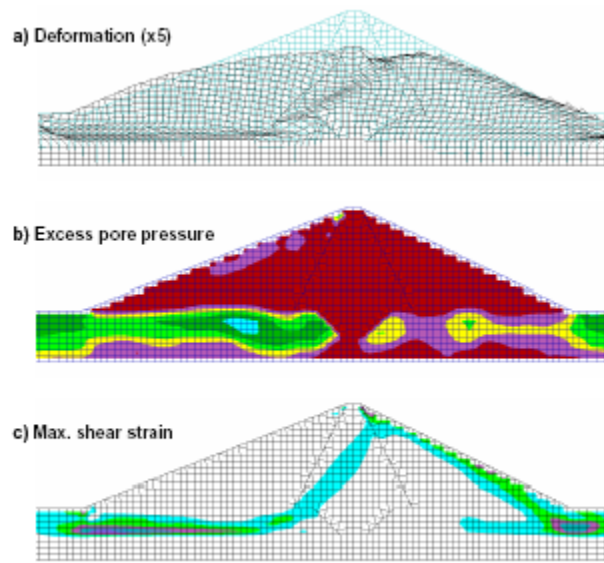 a) Deformation (x5)
b) Excess pore pressure
c) Max. shear strain